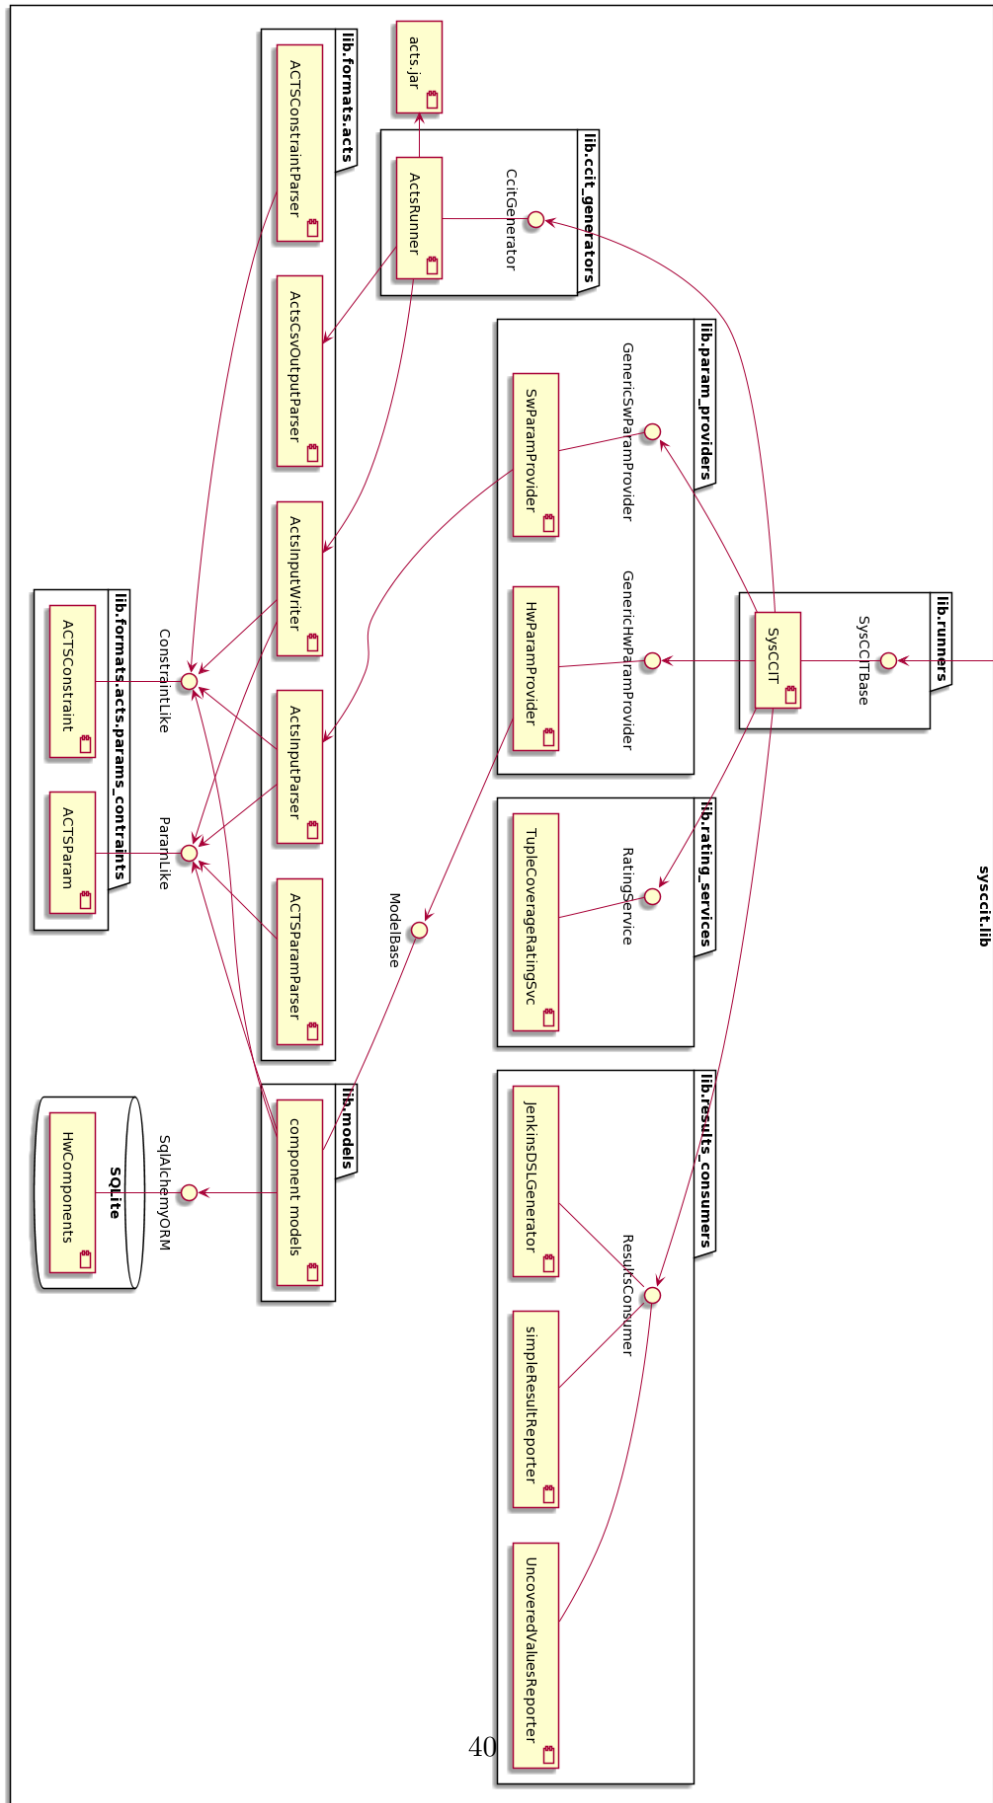 sysccit.lib
lib.runners
SysCCITBase
SysCCIT
lib.ccit_generators
CcitGenerator
ActsRunner
acts.jar
lib.param_providers
GenericSwParamProvider
GenericHwParamProvider
SwParamProvider
HwParamProvider
lib.rating_services
RatingService
TupleCoverageRatingSvc
lib.results_consumers
ResultsConsumer
JenkinsDSLGenerator
simpleResultReporter
UncoveredValuesReporter
ModelBase
lib.formats.acts
ACTSConstraintParser
ActsCsvOutputParser
ActsInputWriter
ActsInputParser
ACTSParamParser
lib.models
component models
ConstraintLike
ParamLike
SqlAlchemyORM
lib.formats.acts.params_contraints
ACTSConstraint
ACTSParam
SQLite
HwComponents
40